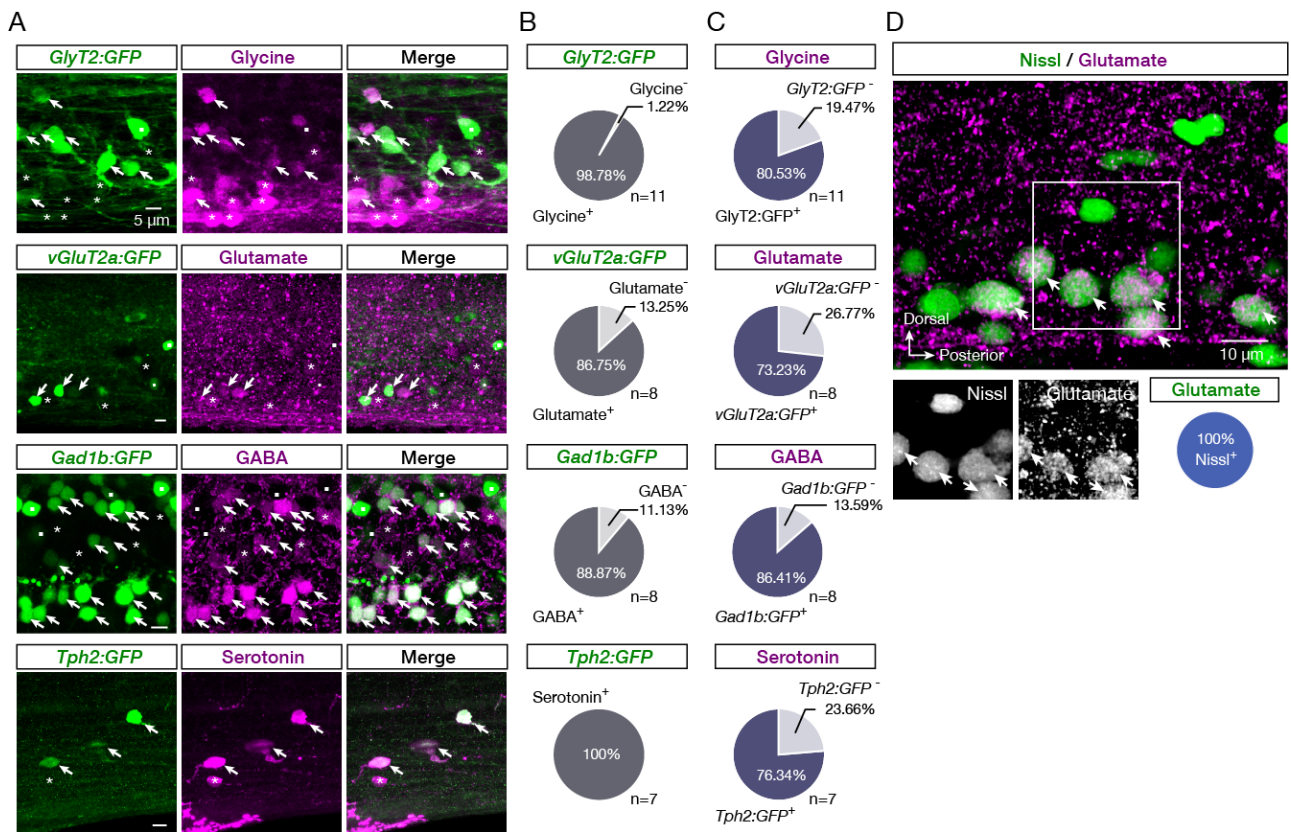 A
GlyT2:GFP
Glycine
Merge
5 µm
vGluT2a:GFP
Glutamate
Merge
Gad1b:GFP
GABA
Merge
Tph2:GFP
Serotonin
Merge
B
GlyT2:GFP
Glycine⁻
1.22%
98.78%
n=11
Glycine⁺
vGluT2a:GFP
Glutamate⁻
13.25%
86.75%
n=8
Glutamate⁺
Gad1b:GFP
GABA⁻
11.13%
88.87%
n=8
GABA⁺
Tph2:GFP
Serotonin⁺
100%
n=7
C
Glycine
GlyT2:GFP ⁻
19.47%
80.53%
n=11
GlyT2:GFP⁺
Glutamate
vGluT2a:GFP ⁻
26.77%
73.23%
n=8
vGluT2a:GFP⁺
GABA
Gad1b:GFP ⁻
13.59%
86.41%
n=8
Gad1b:GFP⁺
Serotonin
Tph2:GFP ⁻
23.66%
76.34%
n=7
Tph2:GFP⁺
D
Nissl / Glutamate
Dorsal
Posterior
10 µm
Nissl
Glutamate
Glutamate
100%
Nissl⁺